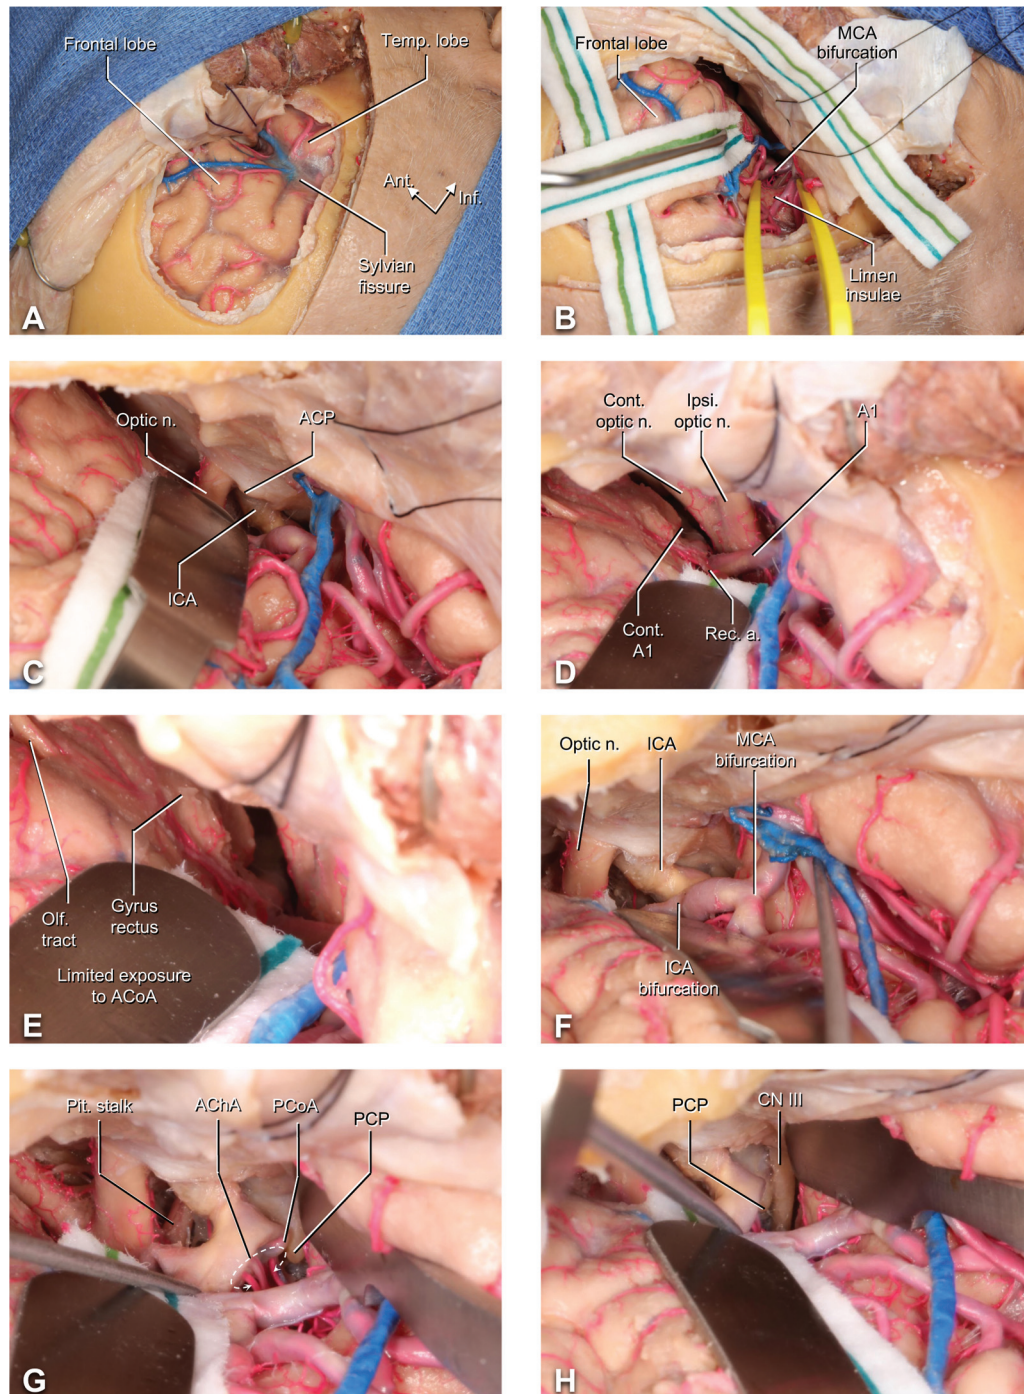 Frontal lobe
Temp. lobe
Ant.
Inf.
Sylvian
fissure
A
Frontal lobe
MCA
bifurcation
Limen
insulae
B
Optic n.
ACP
ICA
C
Cont.
optic n.
Ipsi.
optic n.
A1
Cont.
A1
Rec. a.
D
Olf.
tract
Gyrus
rectus
Limited exposure
to ACoA
E
Optic n.
ICA
MCA
bifurcation
ICA
bifurcation
F
Pit. stalk
AChA
PCoA
PCP
G
PCP
CN III
H